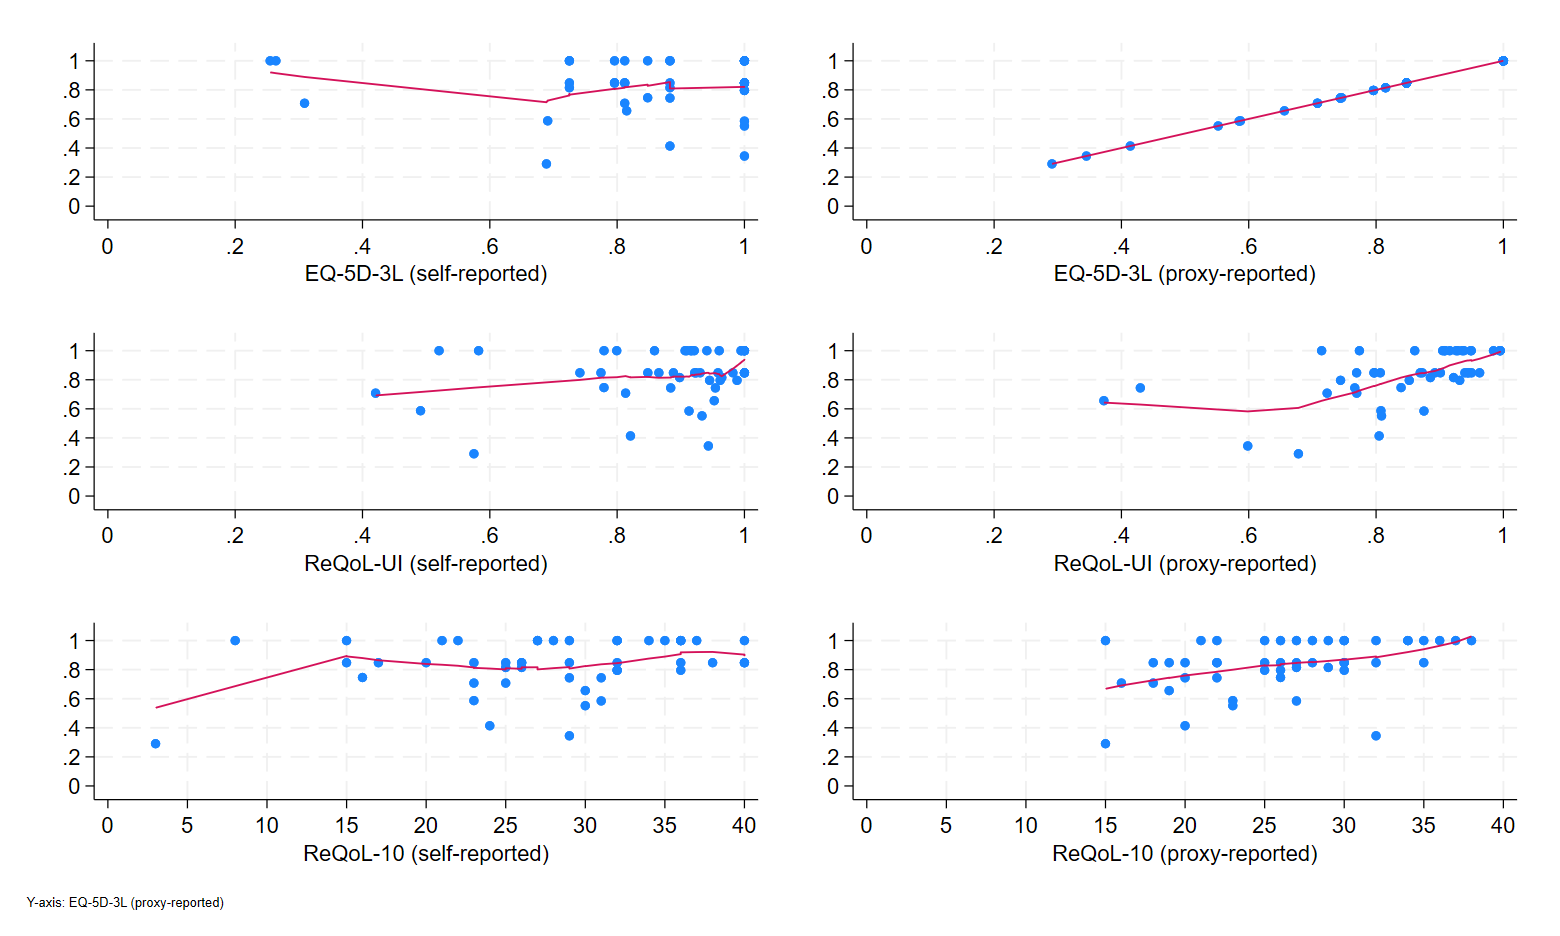 1 1
.8 .8
.6 .6
.4 .4
.2 .2
0 0
0 .2 .4 .6 .8 1 0 .2 .4 .6 .8 1
EQ-5D-3L (self-reported) EQ-5D-3L (proxy-reported)
1 1
.8 .8
.6 .6
.4 .4
.2 .2
0 0
0 .2 .4 .6 .8 1 0 .2 .4 .6 .8 1
ReQoL-UI (self-reported) ReQoL-UI (proxy-reported)
1 1
.8 .8
.6 .6
.4 .4
.2 .2
0 0
0 5 10 15 20 25 30 35 40 0 5 10 15 20 25 30 35 40
ReQoL-10 (self-reported) ReQoL-10 (proxy-reported)
Y-axis: EQ-5D-3L (proxy-reported)